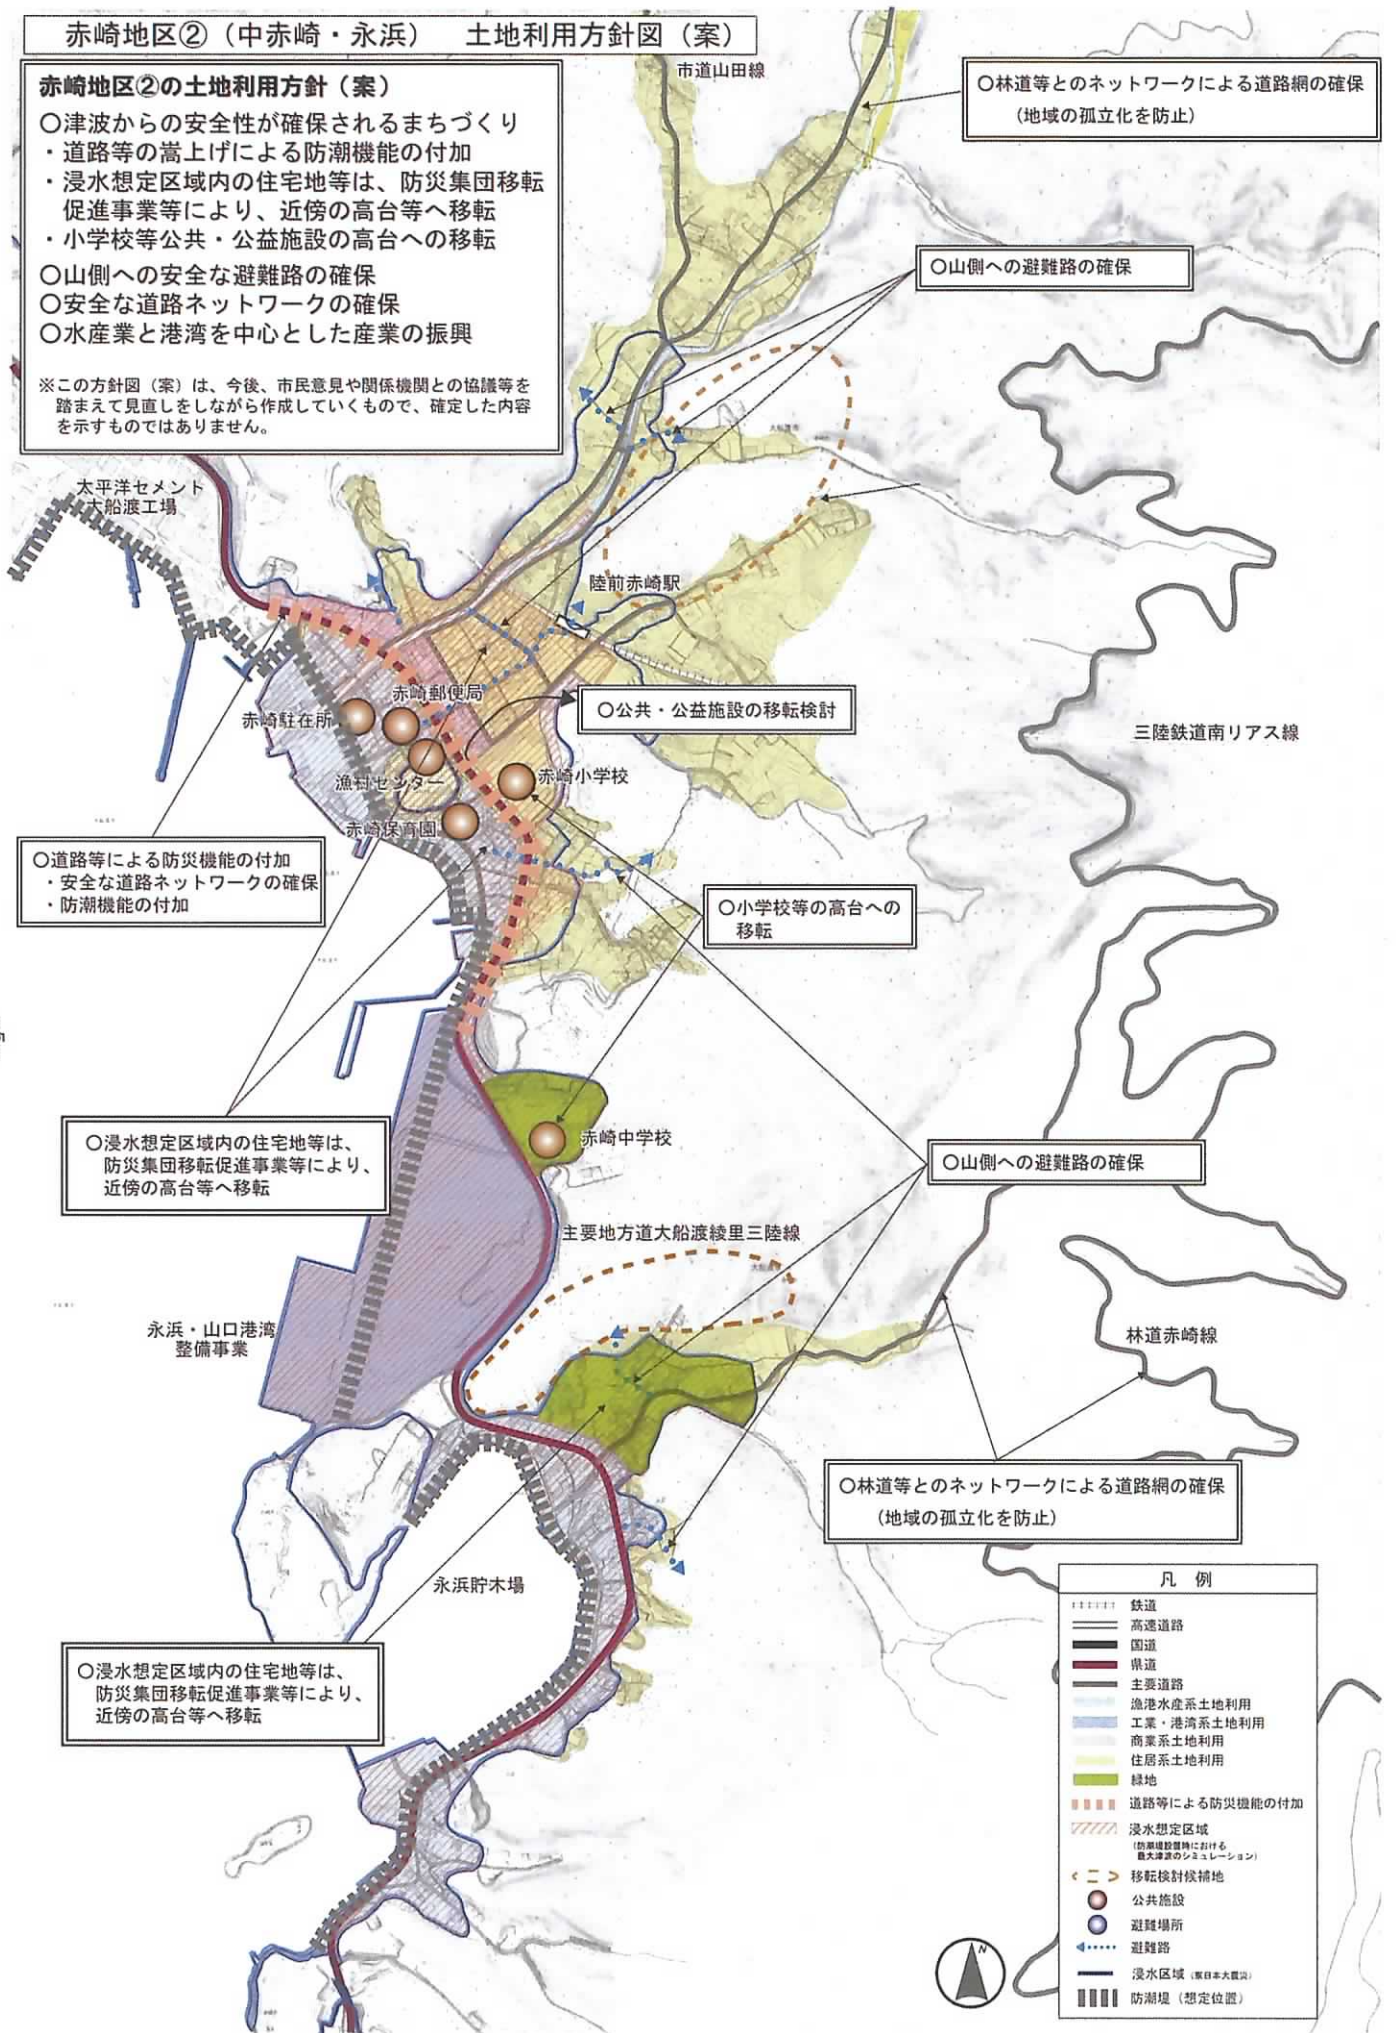 赤崎地区②（中赤崎・永浜）　土地利用方針図（案）
赤崎地区②の土地利用方針（案）
○津波からの安全性が確保されるまちづくり
・道路等の嵩上げによる防潮機能の付加
・浸水想定区域内の住宅地等は、防災集団移転
促進事業等により、近傍の高台等へ移転
・小学校等公共・公益施設の高台への移転
○山側への安全な避難路の確保
○安全な道路ネットワークの確保
○水産業と港湾を中心とした産業の振興
※この方針図（案）は、今後、市民意見や関係機関との協議等を
踏まえて見直しをしながら作成していくもので、確定した内容
を示すものではありません。
市道山田線
○林道等とのネットワークによる道路網の確保
（地域の孤立化を防止）
○山側への避難路の確保
太平洋セメント
大船渡工場
陸前赤崎駅
赤崎郵便局
赤崎駐在所
○公共・公益施設の移転検討
三陸鉄道南リアス線
漁村センター
赤崎小学校
赤崎保育園
○道路等による防災機能の付加
・安全な道路ネットワークの確保
・防潮機能の付加
○小学校等の高台への
移転
○浸水想定区域内の住宅地等は、
防災集団移転促進事業等により、
近傍の高台等へ移転
赤崎中学校
○山側への避難路の確保
主要地方道大船渡綾里三陸線
永浜・山口港湾
整備事業
林道赤崎線
○林道等とのネットワークによる道路網の確保
（地域の孤立化を防止）
永浜貯木場
○浸水想定区域内の住宅地等は、
防災集団移転促進事業等により、
近傍の高台等へ移転
凡　例
鉄道
高速道路
国道
県道
主要道路
漁港水産系土地利用
工業・港湾系土地利用
商業系土地利用
住居系土地利用
緑地
道路等による防災機能の付加
浸水想定区域
（防潮堤設置時における
最大津波のシミュレーション）
移転検討候補地
公共施設
避難場所
避難路
浸水区域（東日本大震災）
防潮堤（想定位置）
N